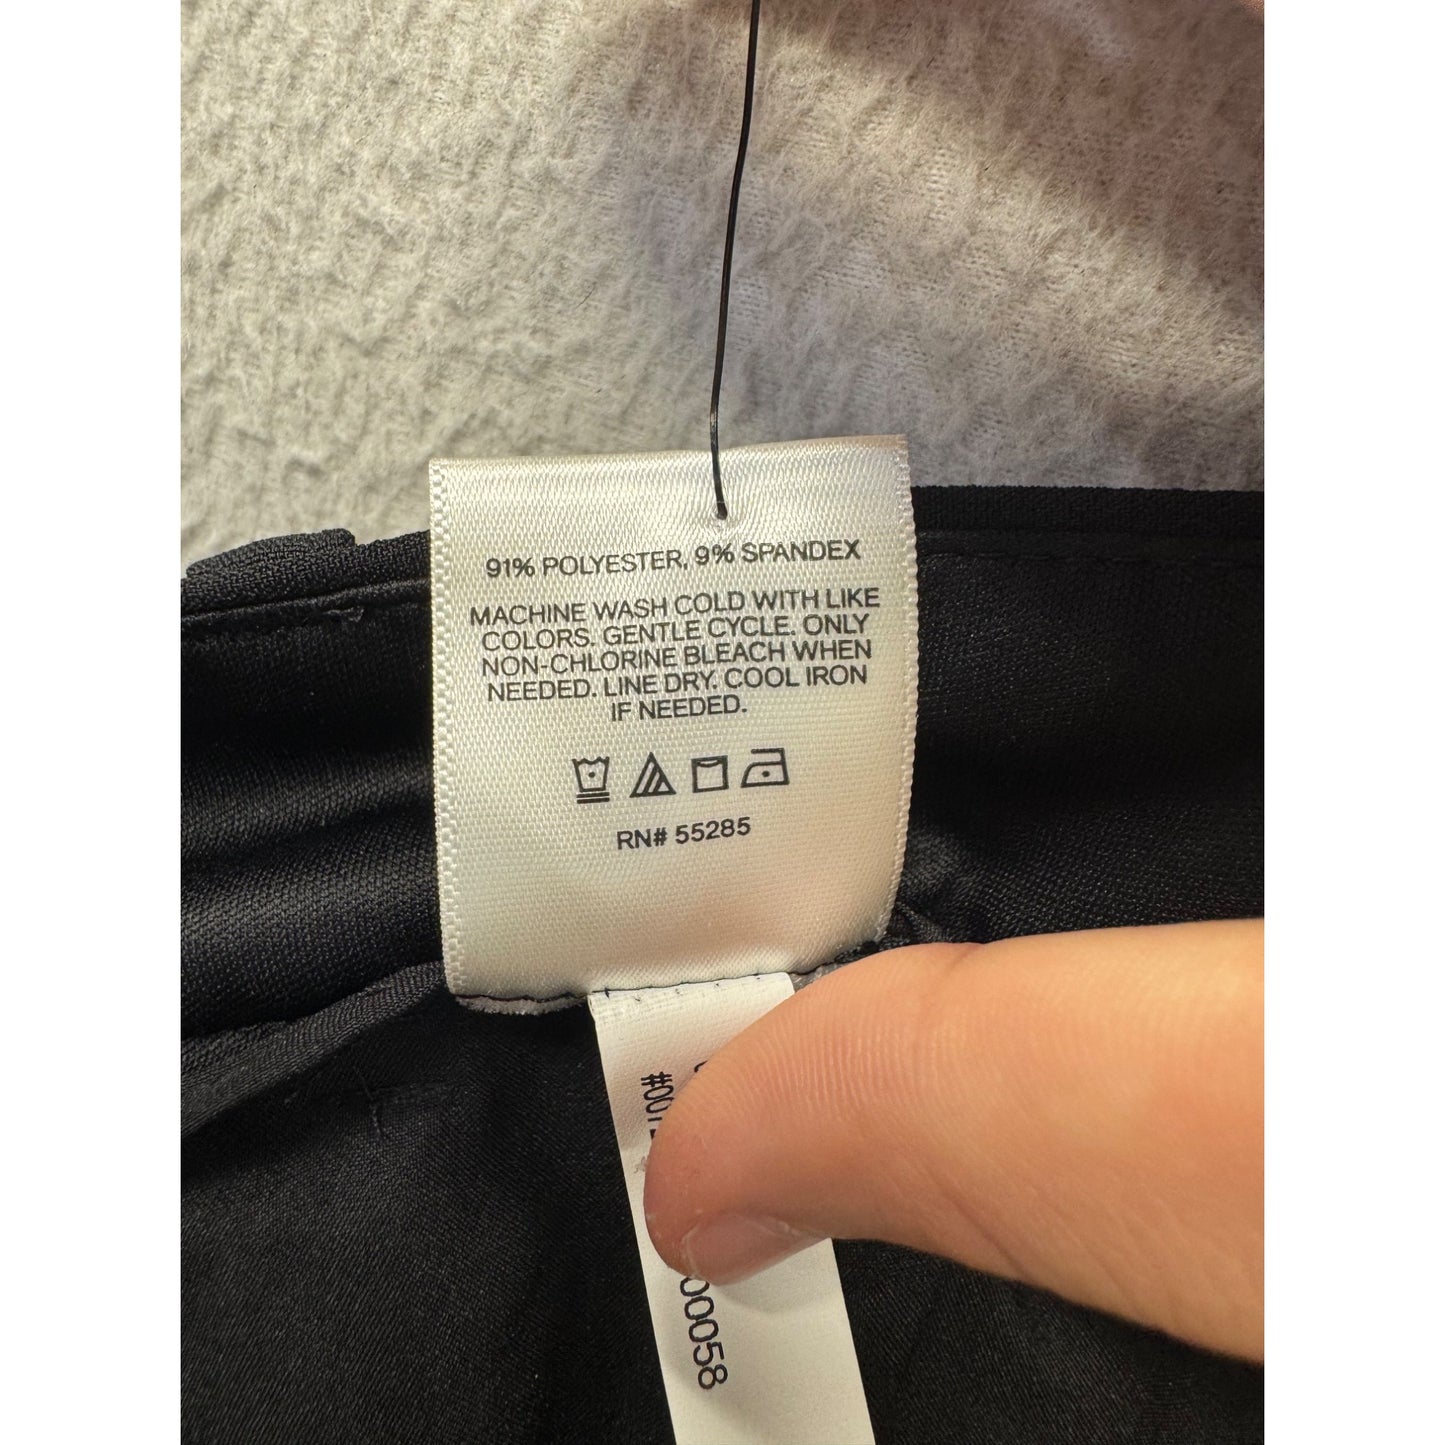 91% POLYESTER, 9% SPANDEX
MACHINE WASH COLD WITH LIKE
COLORS. GENTLE CYCLE. ONLY
NON-CHLORINE BLEACH WHEN
NEEDED. LINE DRY. COOL IRON
IF NEEDED.
RN# 55285